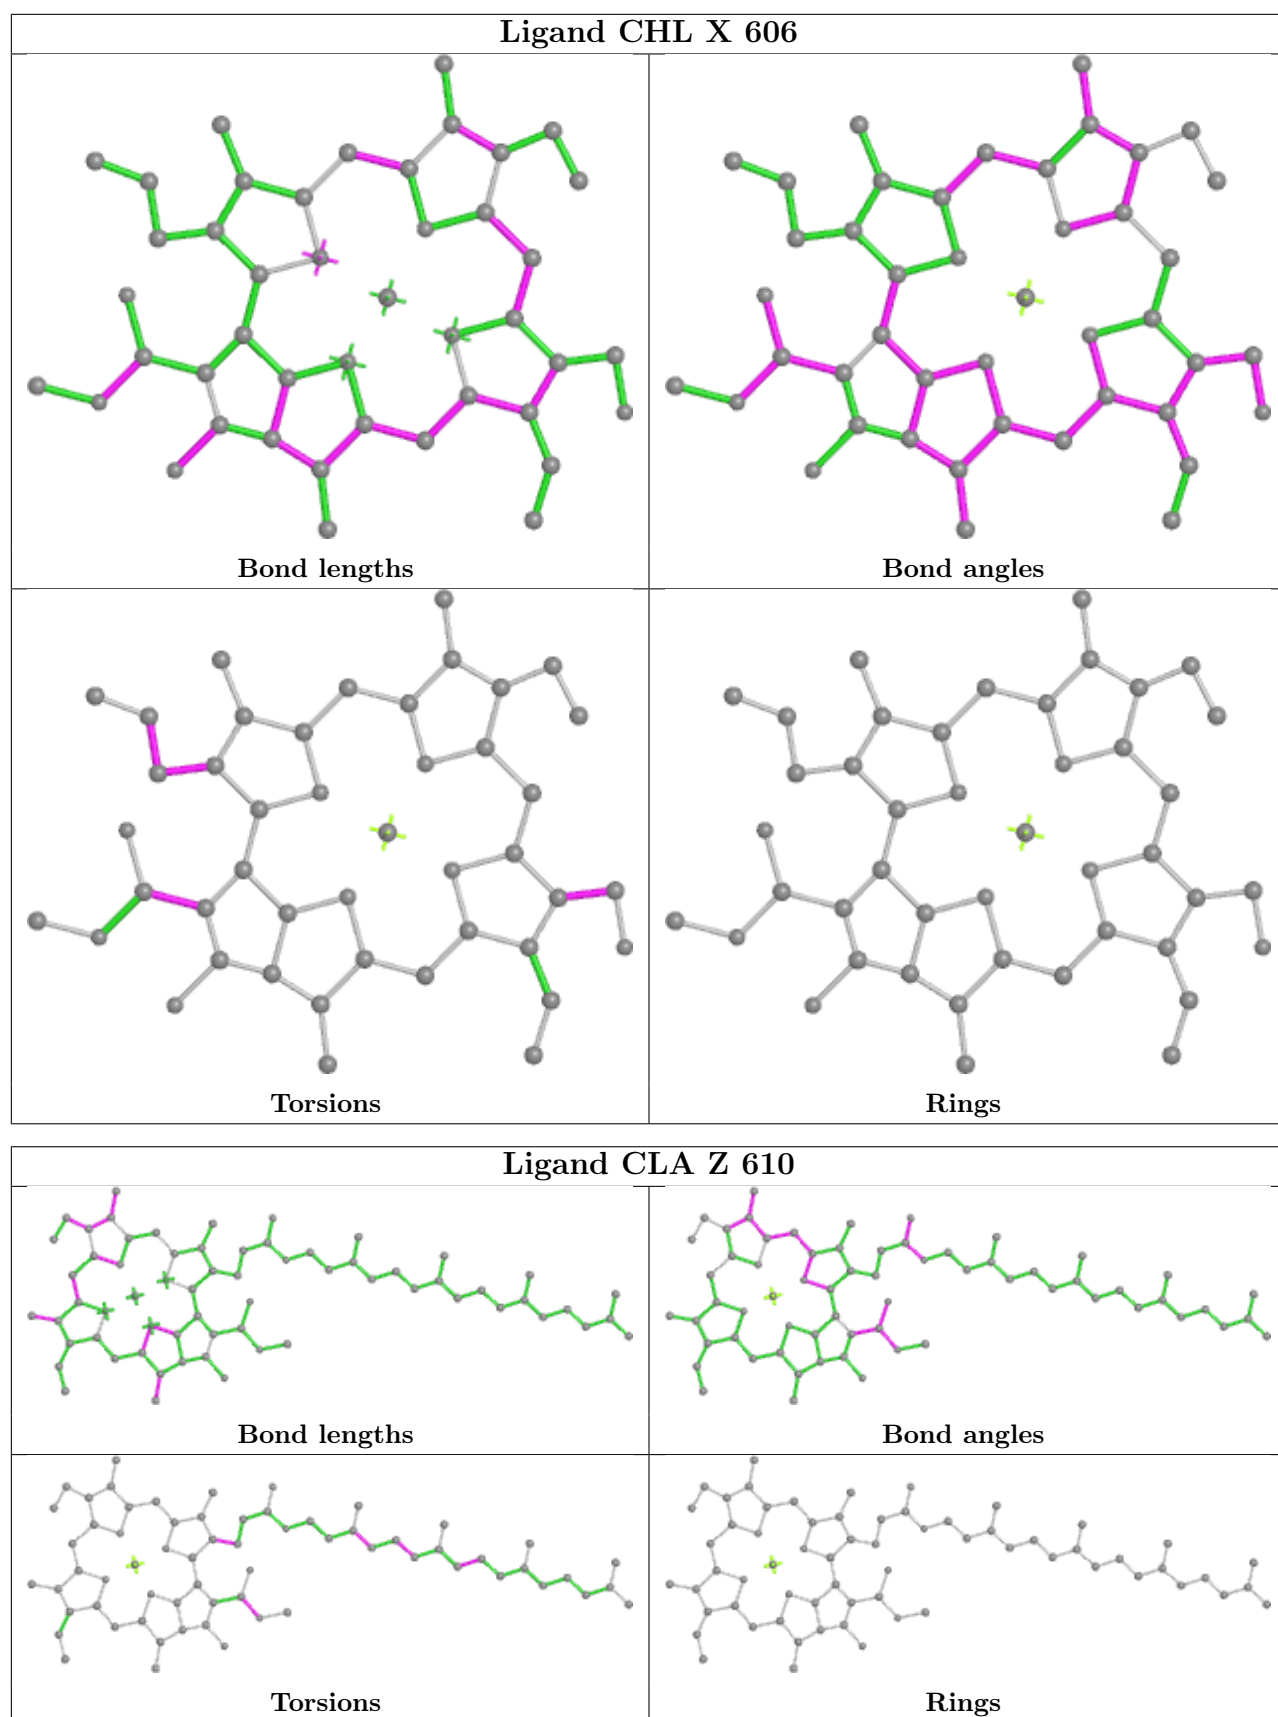 Ligand CHL X 606
Bond lengths
Bond angles
Torsions
Rings
Ligand CLA Z 610
Bond lengths
Bond angles
Torsions
Rings